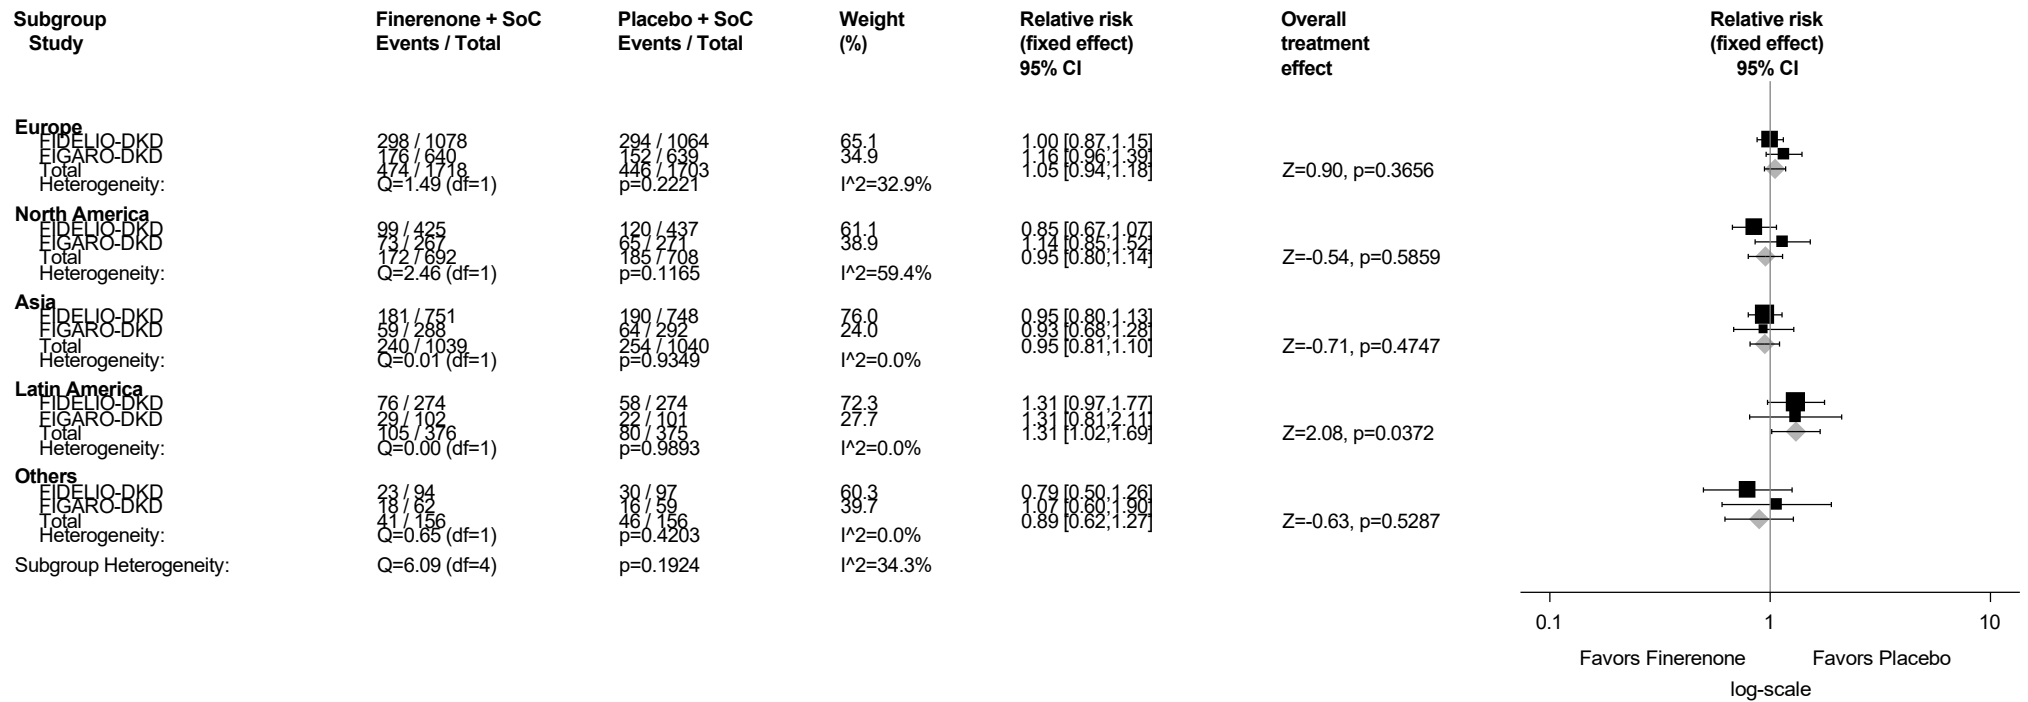 Subgroup Finerenone + SoC Placebo + SoC Weight Relative risk Overall Relative risk
Study Events / Total Events / Total (%) (fixed effect) treatment (fixed effect)
95% CI effect 95% CI
Europe
FIDELIO-DKD 298 / 1078 294 / 1064 65.1 1.00 [0.87,1.15]
FIGARO-DKD 176 / 640 152 / 639 34.9 1.16 [0.96,1.39]
Total 474 / 1718 446 / 1703 1.05 [0.94,1.18] Z=0.90, p=0.3656
Heterogeneity: Q=1.49 (df=1) p=0.2221 I^2=32.9%
North America
FIDELIO-DKD 99 / 425 120 / 437 61.1 0.85 [0.67,1.07]
FIGARO-DKD 73 / 267 65 / 271 38.9 1.14 [0.85,1.52]
Total 172 / 692 185 / 708 0.95 [0.80,1.14] Z=-0.54, p=0.5859
Heterogeneity: Q=2.46 (df=1) p=0.1165 I^2=59.4%
Asia
FIDELIO-DKD 181 / 751 190 / 748 76.0 0.95 [0.80,1.13]
FIGARO-DKD 59 / 288 64 / 292 24.0 0.93 [0.68,1.28]
Total 240 / 1039 254 / 1040 0.95 [0.81,1.10] Z=-0.71, p=0.4747
Heterogeneity: Q=0.01 (df=1) p=0.9349 I^2=0.0%
Latin America
FIDELIO-DKD 76 / 274 58 / 274 72.3 1.31 [0.97,1.77]
FIGARO-DKD 29 / 102 22 / 101 27.7 1.31 [0.81,2.11]
Total 105 / 376 80 / 375 1.31 [1.02,1.69] Z=2.08, p=0.0372
Heterogeneity: Q=0.00 (df=1) p=0.9893 I^2=0.0%
Others
FIDELIO-DKD 23 / 94 30 / 97 60.3 0.79 [0.50,1.26]
FIGARO-DKD 18 / 62 16 / 59 39.7 1.07 [0.60,1.90]
Total 41 / 156 46 / 156 0.89 [0.62,1.27] Z=-0.63, p=0.5287
Heterogeneity: Q=0.65 (df=1) p=0.4203 I^2=0.0%
Subgroup Heterogeneity: Q=6.09 (df=4) p=0.1924 I^2=34.3%
0.1 1 10
Favors Finerenone Favors Placebo
log-scale